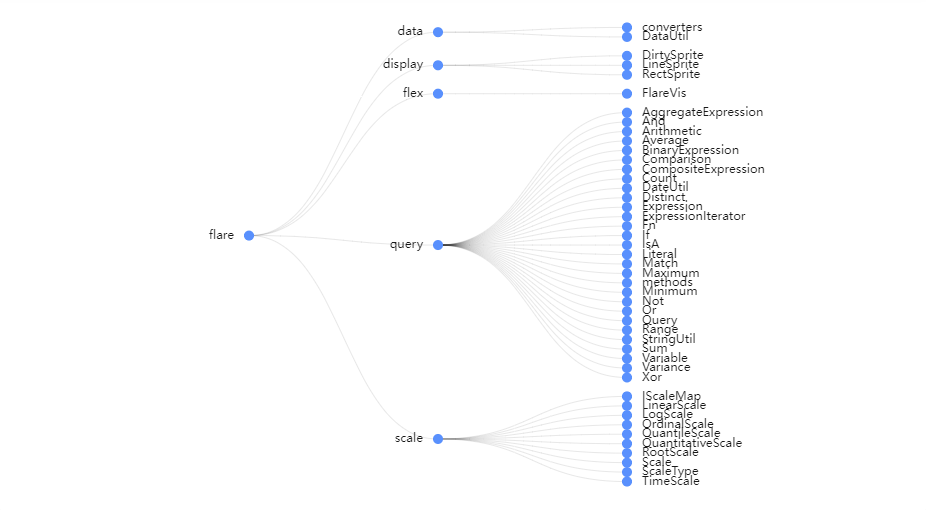 flare
data
converters
DataUtil
display
DirtySprite
LineSprite
RectSprite
flex
FlareVis
query
AggregateExpression
And
Arithmetic
Average
BinaryExpression
Comparison
CompositeExpression
Count
DateUtil
Distinct
Expression
ExpressionIterator
Fn
If
IsA
Literal
Match
Maximum
methods
Minimum
Not
Or
Query
Range
StringUtil
Sum
Variable
Variance
Xor
scale
IScaleMap
LinearScale
LogScale
OrdinalScale
QuantileScale
QuantitativeScale
RootScale
Scale
ScaleType
TimeScale